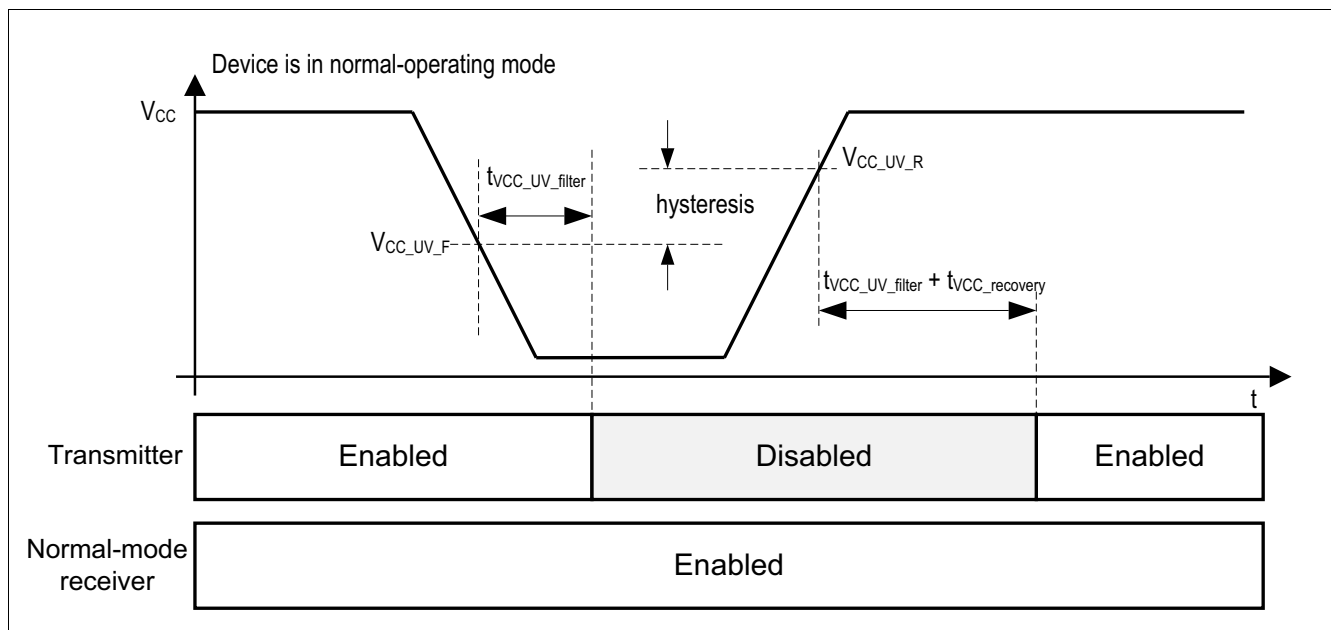 Device is in normal-operating mode
VCC
VCC_UV_R
tVCC_UV_filter
hysteresis
VCC_UV_F
tVCC_UV_filter + tVCC_recovery
t
Transmitter
Enabled
Disabled
Enabled
Normal-mode
receiver
Enabled